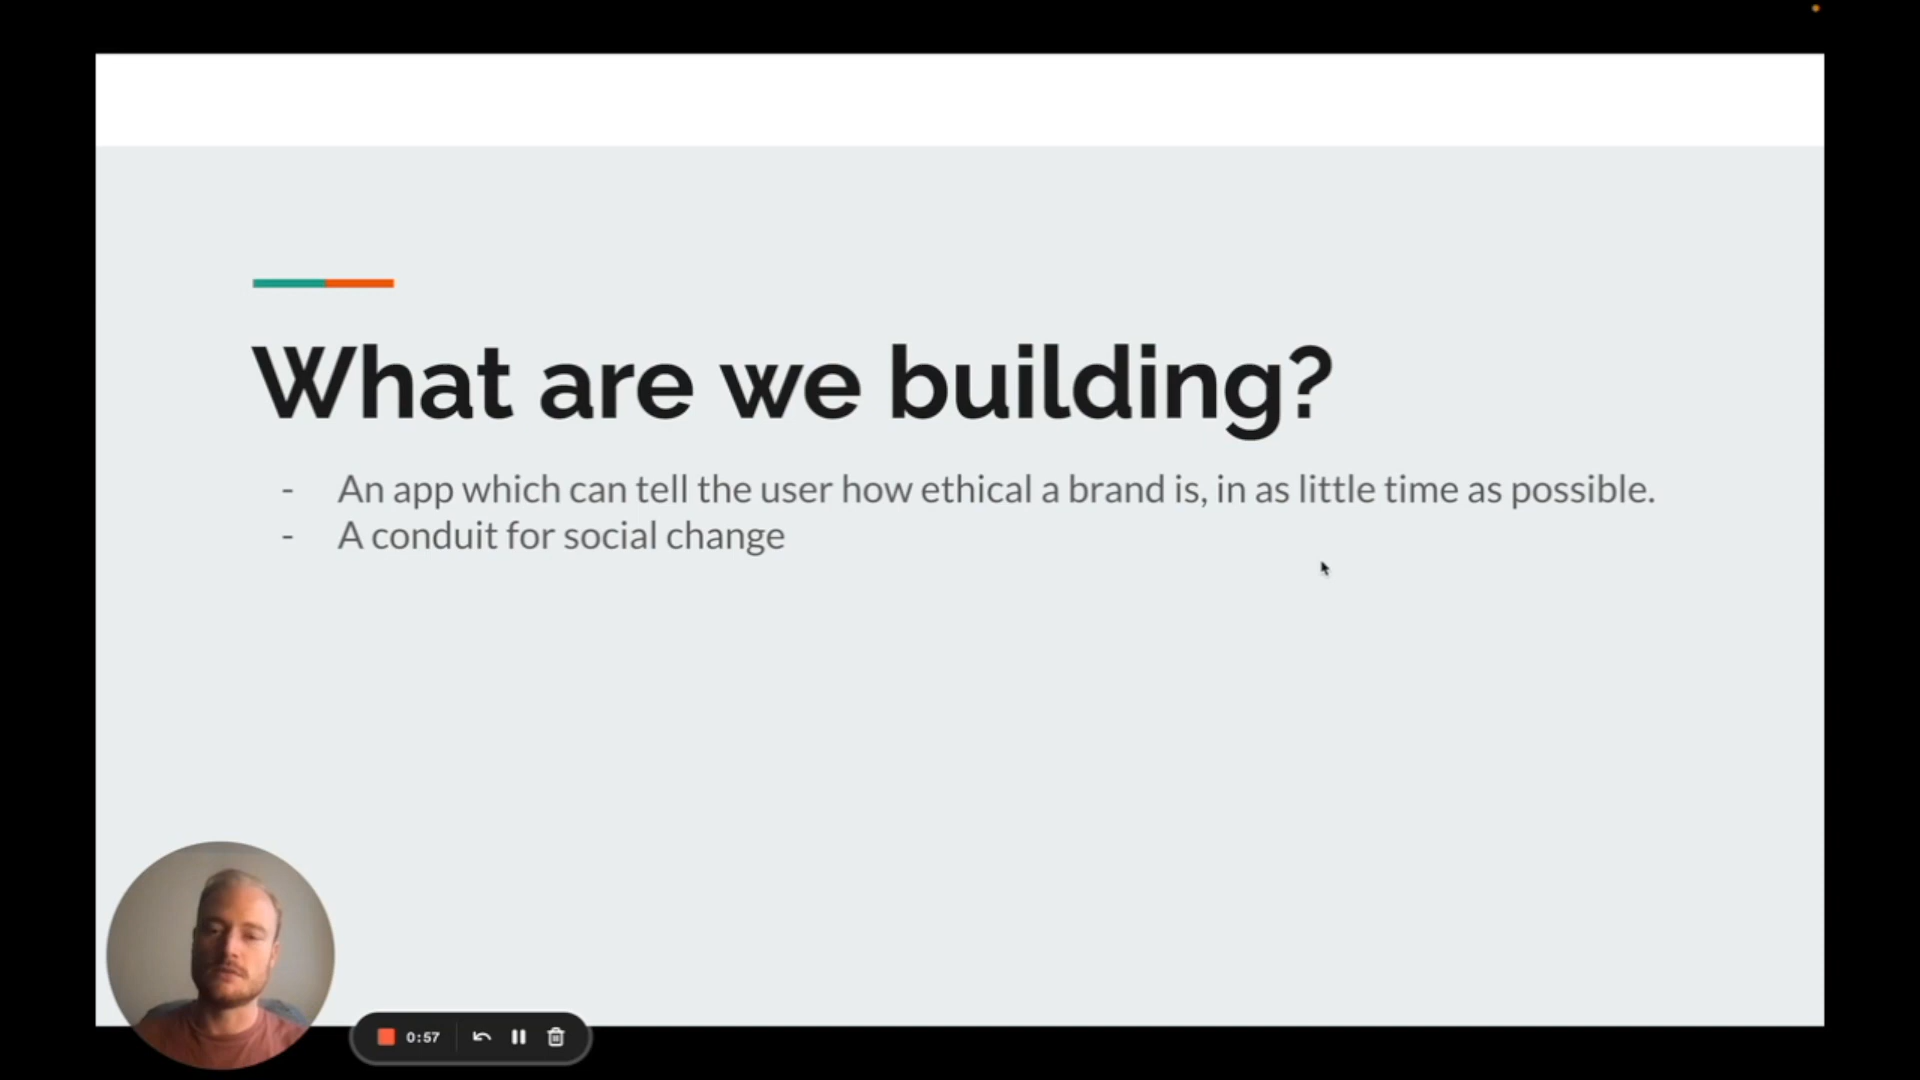 What are we building?
- An app which can tell the user how ethical a brand is, in as little time as possible.
- A conduit for social change
0:57